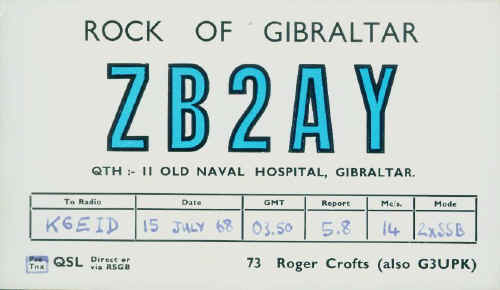 ROCK OF GIBRALTAR
ZB2AY
QTH :- 11 OLD NAVAL HOSPITAL, GIBRALTAR.
To Radio Date GMT Report Mc/s. Mode
K6EID 15 JULY 68 03.50 5.8 14 2xSSB
Pse Tnx QSL Direct or via RSGB 73 Roger Crofts (also G3UPK)